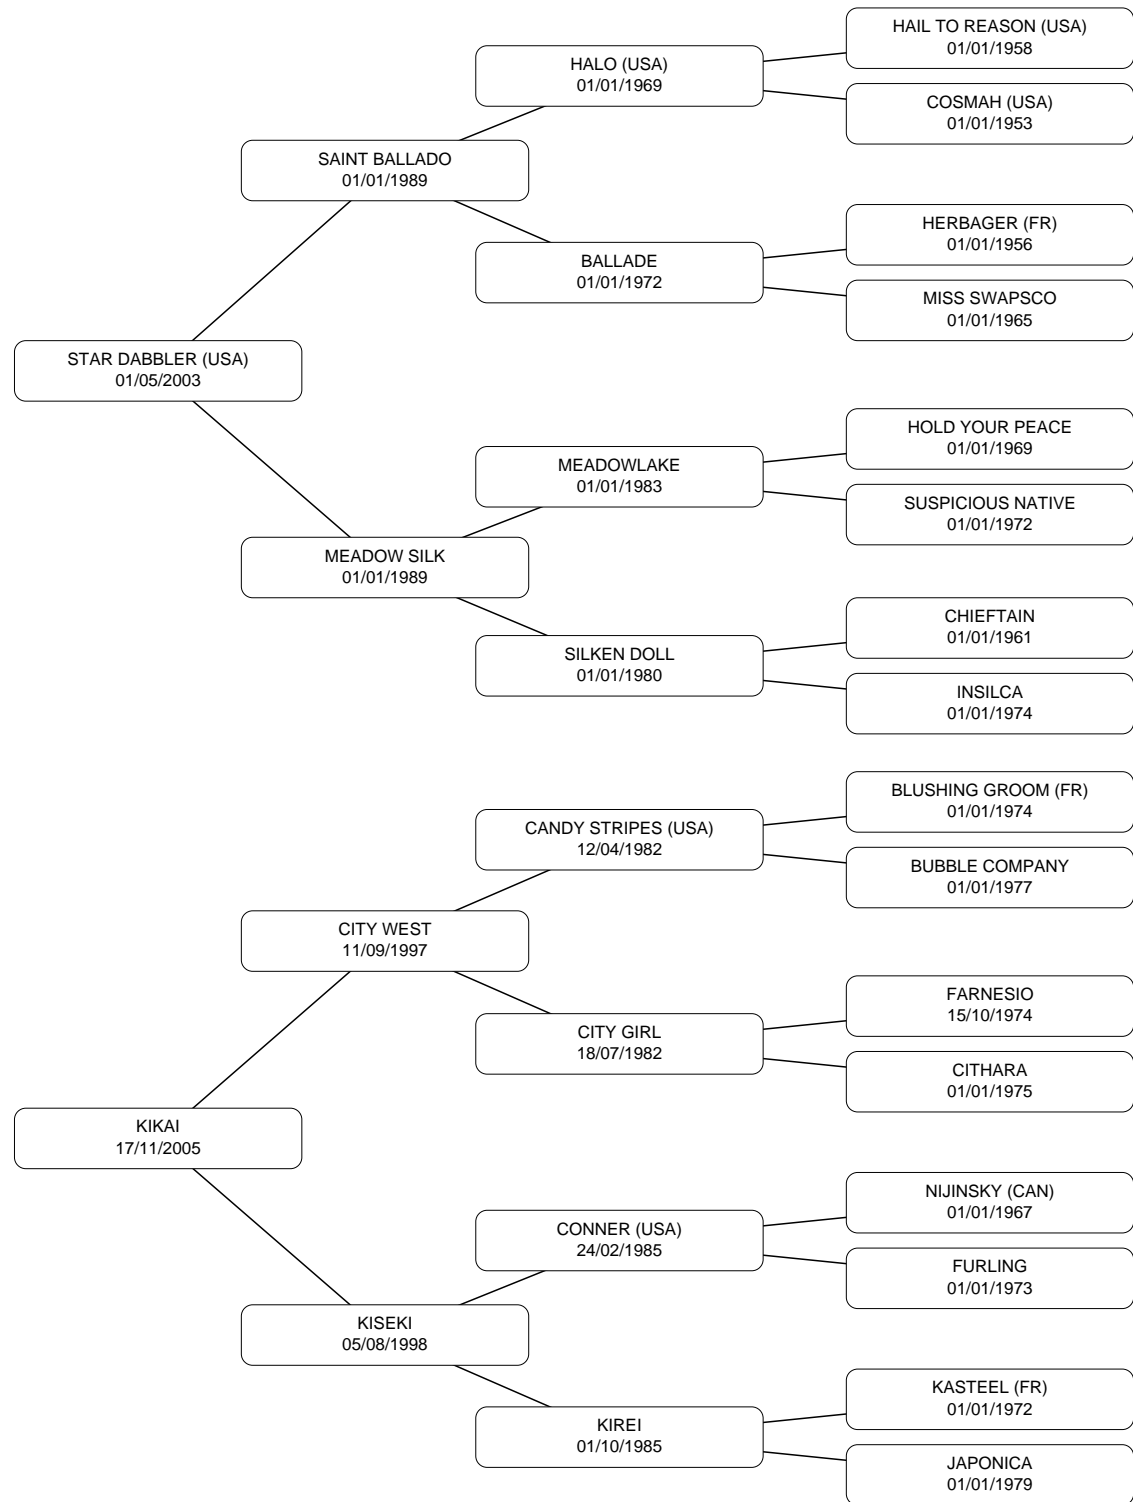 HAIL TO REASON (USA)
01/01/1958
HALO (USA)
01/01/1969
COSMAH (USA)
01/01/1953
SAINT BALLADO
01/01/1989
HERBAGER (FR)
01/01/1956
BALLADE
01/01/1972
MISS SWAPSCO
01/01/1965
STAR DABBLER (USA)
01/05/2003
HOLD YOUR PEACE
01/01/1969
MEADOWLAKE
01/01/1983
SUSPICIOUS NATIVE
01/01/1972
MEADOW SILK
01/01/1989
CHIEFTAIN
01/01/1961
SILKEN DOLL
01/01/1980
INSILCA
01/01/1974
BLUSHING GROOM (FR)
01/01/1974
CANDY STRIPES (USA)
12/04/1982
BUBBLE COMPANY
01/01/1977
CITY WEST
11/09/1997
FARNESIO
15/10/1974
CITY GIRL
18/07/1982
CITHARA
01/01/1975
KIKAI
17/11/2005
NIJINSKY (CAN)
01/01/1967
CONNER (USA)
24/02/1985
FURLING
01/01/1973
KISEKI
05/08/1998
KASTEEL (FR)
01/01/1972
KIREI
01/10/1985
JAPONICA
01/01/1979